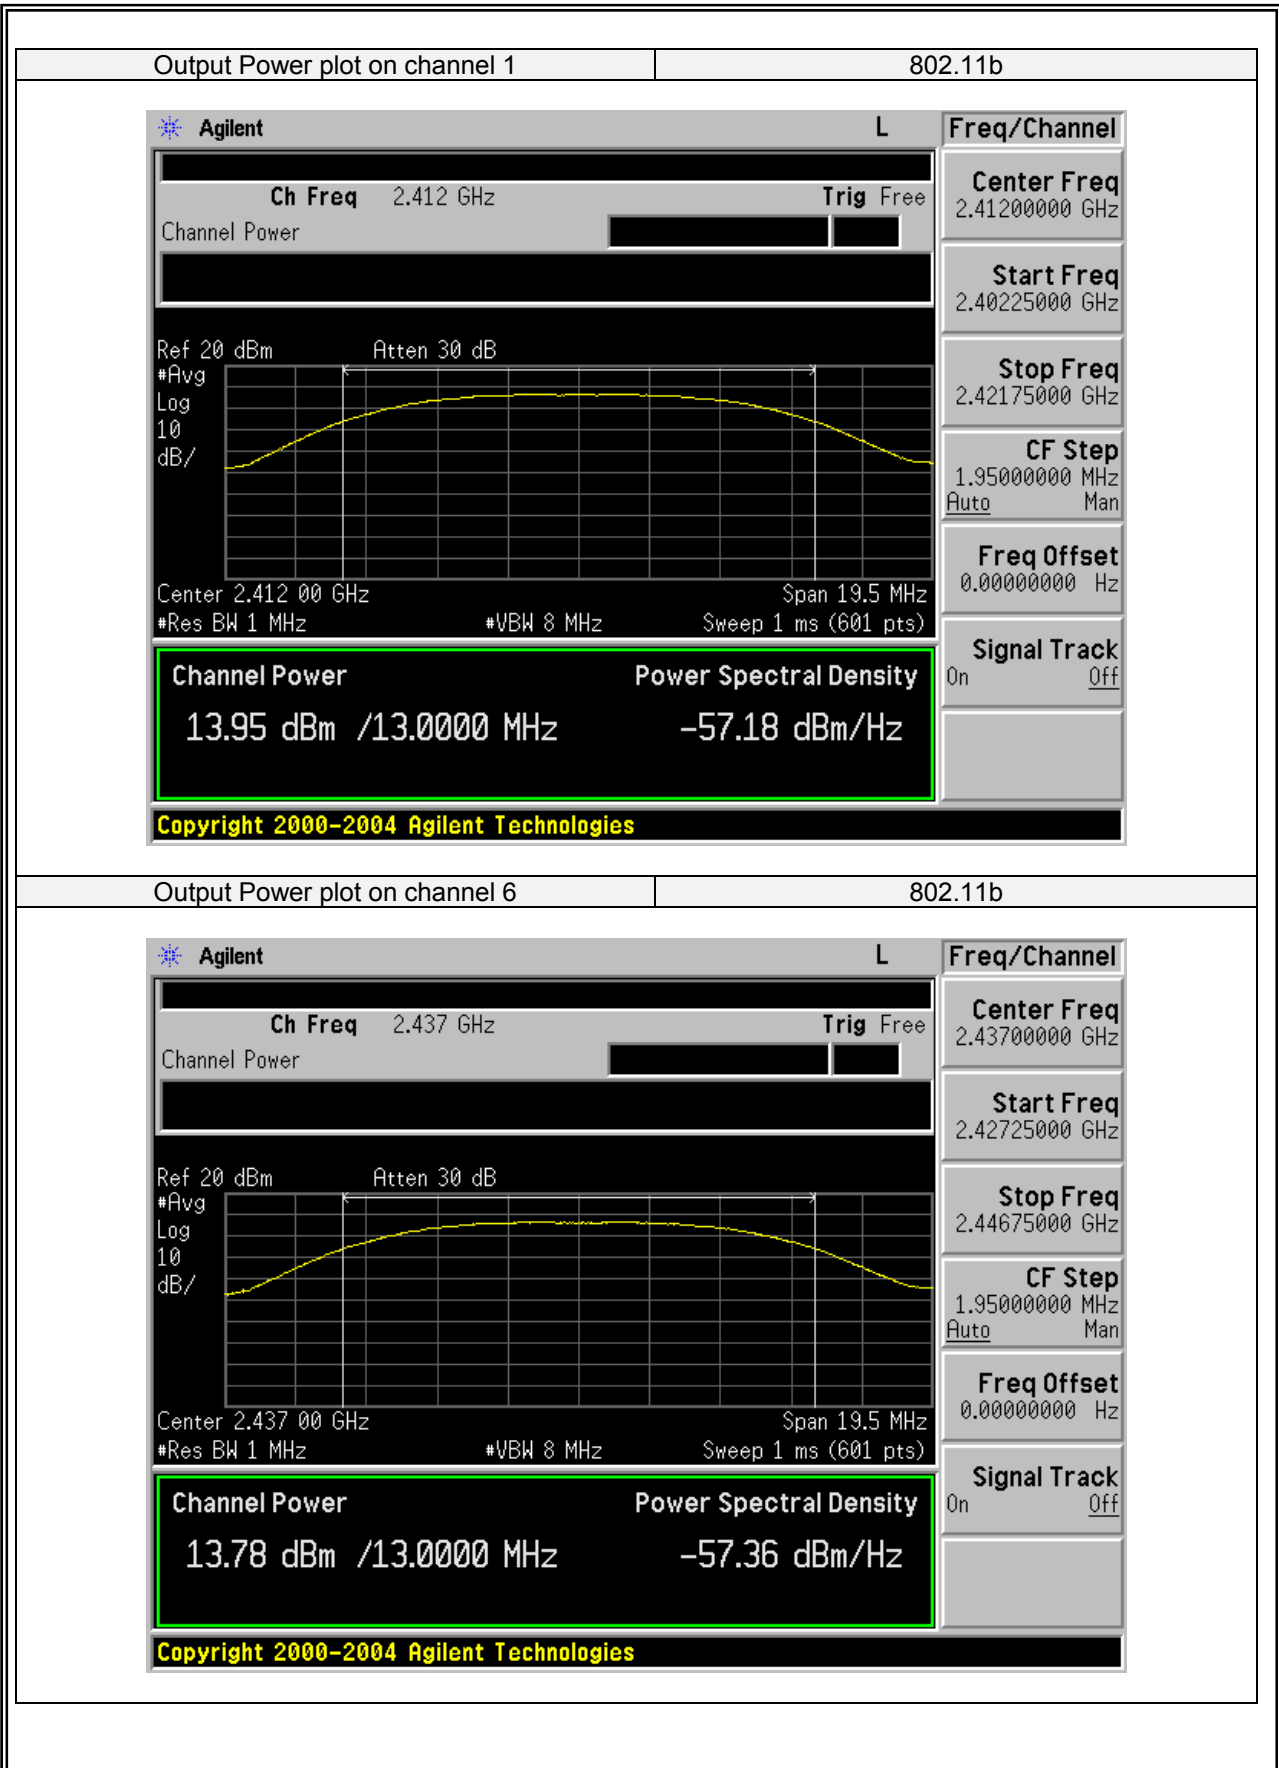 Output Power plot on channel 1 802.11b
Agilent L Freq/Channel
Ch Freq 2.412 GHz Trig Free
Channel Power
Center Freq
2.41200000 GHz
Start Freq
2.40225000 GHz
Ref 20 dBm Atten 30 dB
#Avg
Log
10
dB/
Stop Freq
2.42175000 GHz
CF Step
1.95000000 MHz
Auto Man
Freq Offset
0.00000000 Hz
Center 2.412 00 GHz Span 19.5 MHz
#Res BW 1 MHz #VBW 8 MHz Sweep 1 ms (601 pts)
Signal Track
On Off
Channel Power Power Spectral Density
13.95 dBm /13.0000 MHz -57.18 dBm/Hz
Copyright 2000-2004 Agilent Technologies
Output Power plot on channel 6 802.11b
Agilent L Freq/Channel
Ch Freq 2.437 GHz Trig Free
Channel Power
Center Freq
2.43700000 GHz
Start Freq
2.42725000 GHz
Ref 20 dBm Atten 30 dB
#Avg
Log
10
dB/
Stop Freq
2.44675000 GHz
CF Step
1.95000000 MHz
Auto Man
Freq Offset
0.00000000 Hz
Center 2.437 00 GHz Span 19.5 MHz
#Res BW 1 MHz #VBW 8 MHz Sweep 1 ms (601 pts)
Signal Track
On Off
Channel Power Power Spectral Density
13.78 dBm /13.0000 MHz -57.36 dBm/Hz
Copyright 2000-2004 Agilent Technologies